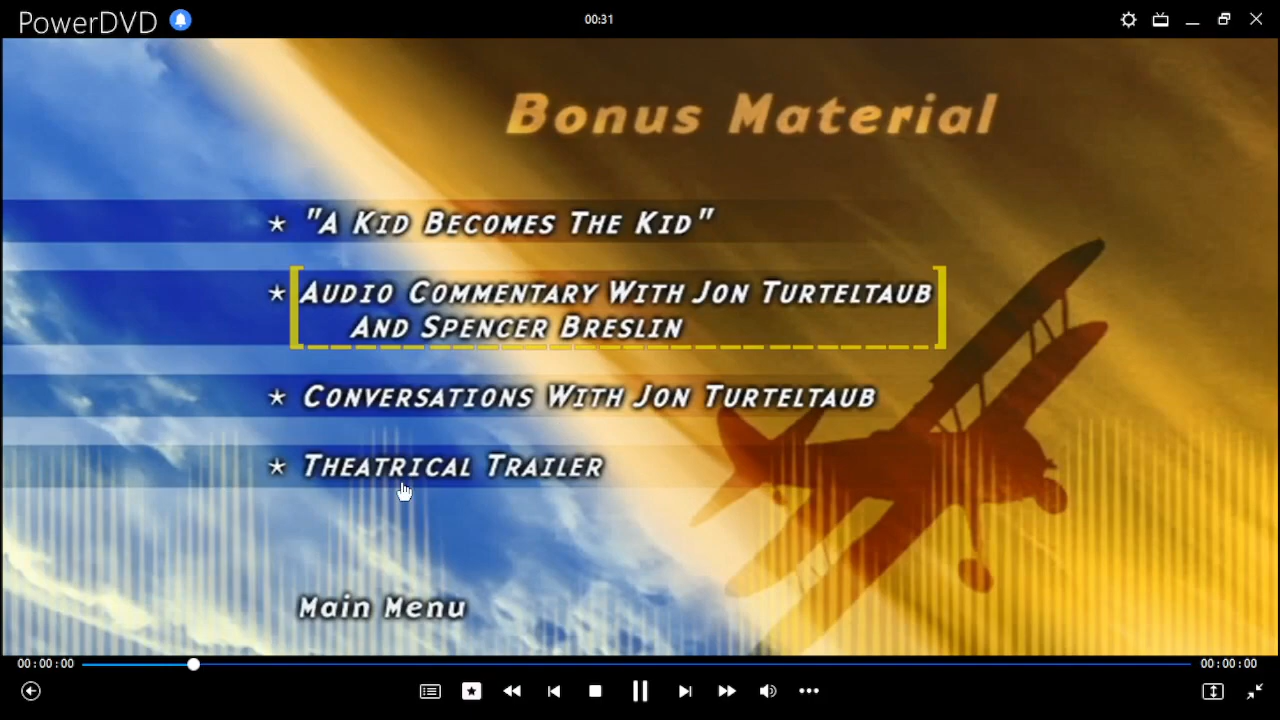 PowerDVD
00:31
Bonus Material
* "A Kid Becomes The Kid"
* Audio Commentary With Jon Turteltaub
And Spencer Breslin
* Conversations With Jon Turteltaub
* Theatrical Trailer
Main Menu
00:00:00
00:00:00